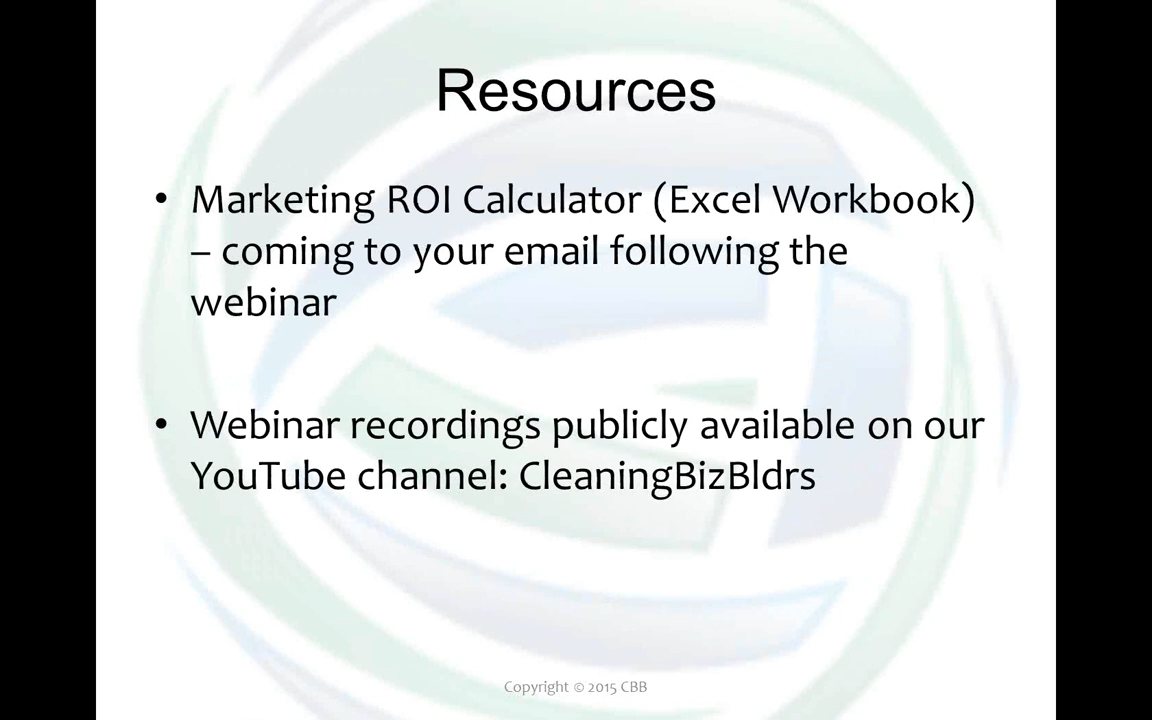 Resources
• Marketing ROI Calculator (Excel Workbook)
– coming to your email following the
webinar
• Webinar recordings publicly available on our
YouTube channel: CleaningBizBldrs
Copyright © 2015 CBB